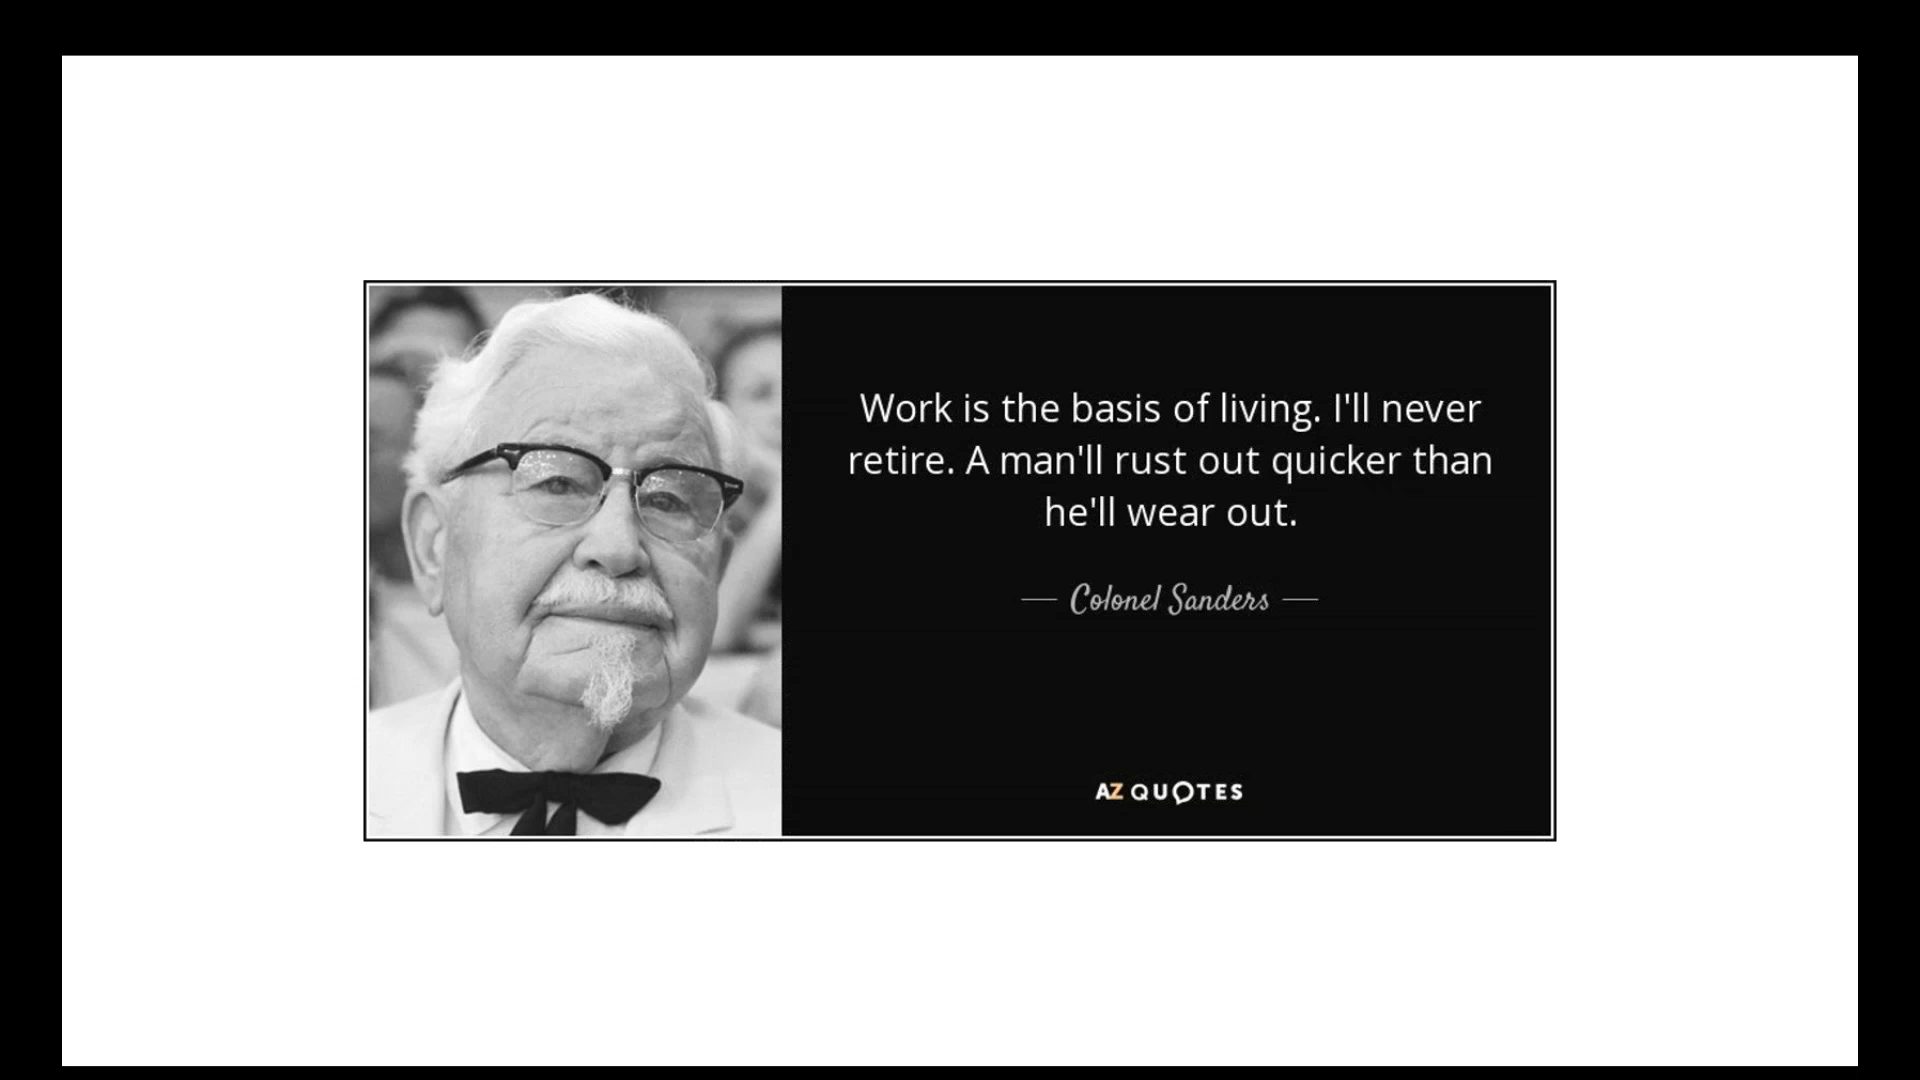 Work is the basis of living. I'll never
retire. A man'll rust out quicker than
he'll wear out.
— Colonel Sanders —
AZ QUOTES